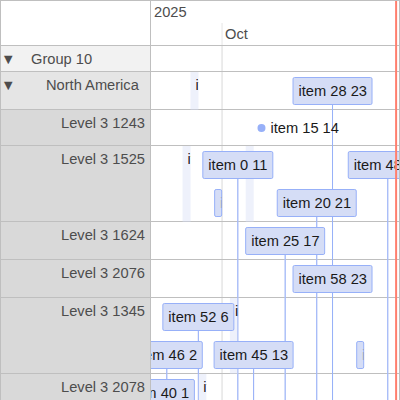 2025
Oct
▼ Group 10
▼ North America
i
item 28 23
Level 3 1243
item 15 14
Level 3 1525
i
item 0 11
item 20 21
Level 3 1624
item 25 17
Level 3 2076
item 58 23
Level 3 1345
item 52 6
i
46 2
item 45 13
Level 3 2078
40 1
i